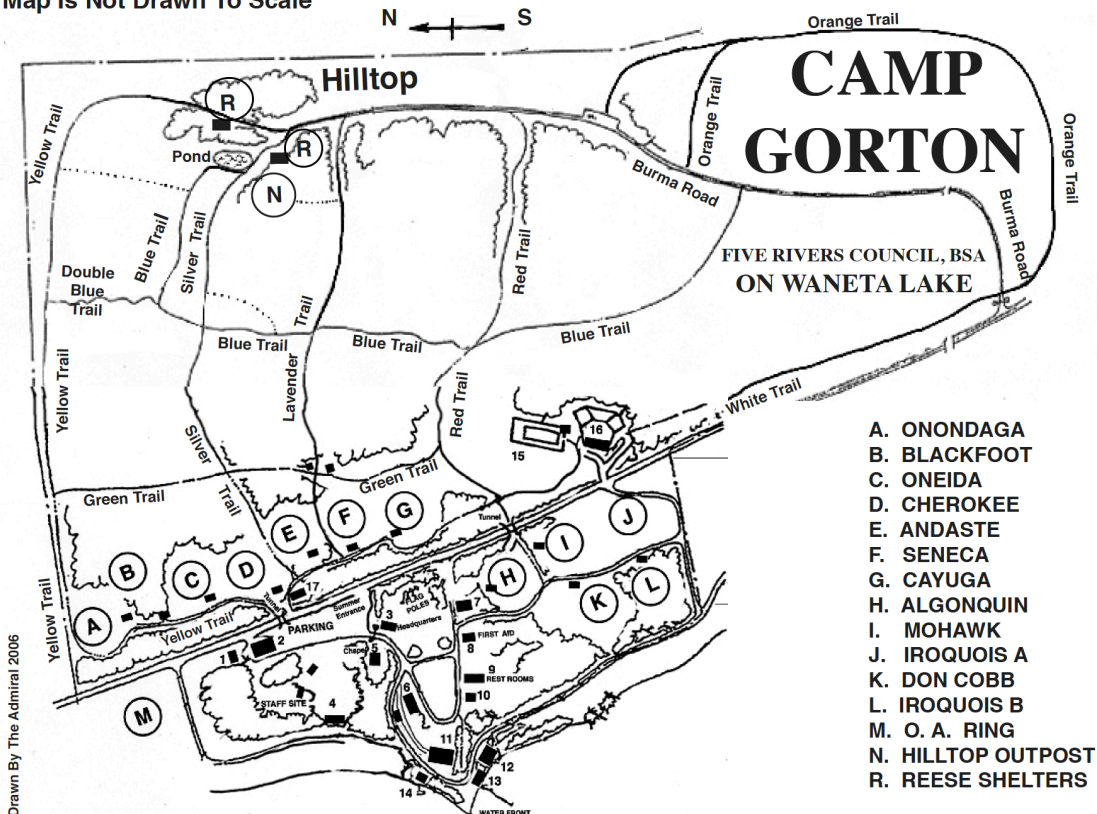 Map Is Not Drawn To Scale
N
S
Orange Trail
CAMP
GORTON
Hilltop
R
Orange Trail
Orange Trail
Yellow Trail
Pond
R
N
Burma Road
Burma Road
Blue Trail
Silver Trail
Red Trail
FIVE RIVERS COUNCIL, BSA
ON WANETA LAKE
Double
Blue
Trail
Lavender Trail
Blue Trail
Blue Trail
Blue Trail
Yellow Trail
Red Trail
White Trail
Silver Trail
15
16
Green Trail
Green Trail
Tunnel
E
F
G
I
J
B
C
D
H
K
L
A
17
Tunnel
Summer
Entrance
FLAG
POLES
Yellow Trail
Yellow Trail
PARKING
3
Headquarters
7
1
2
Chapel
5
8
FIRST AID
9
REST ROOMS
10
STAFF SITE
4
6
M
11
12
13
14
WATER FRONT
Drawn By The Admiral 2006
A. ONONDAGA
B. BLACKFOOT
C. ONEIDA
D. CHEROKEE
E. ANDASTE
F. SENECA
G. CAYUGA
H. ALGONQUIN
I. MOHAWK
J. IROQUOIS A
K. DON COBB
L. IROQUOIS B
M. O. A. RING
N. HILLTOP OUTPOST
R. REESE SHELTERS